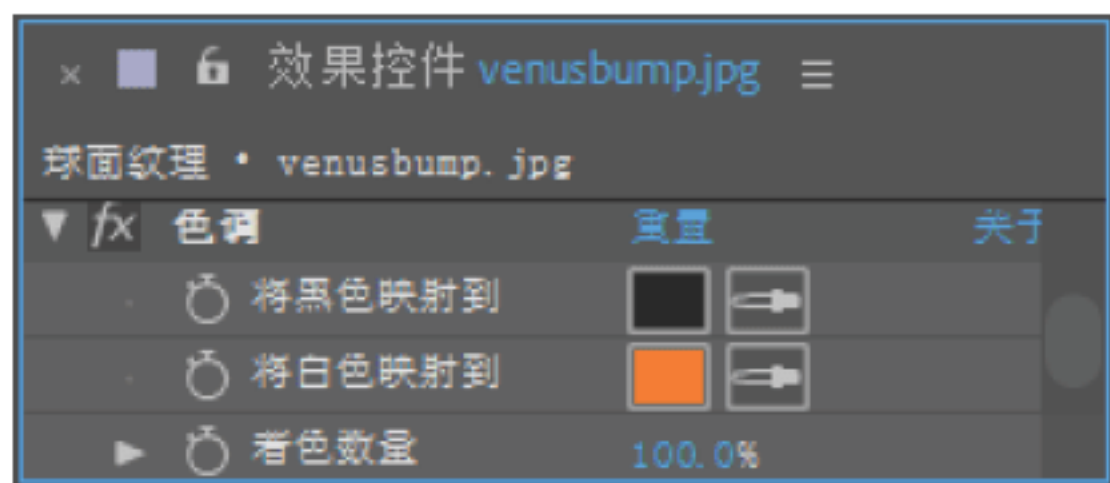 × 效果控件 venusbump.jpg ≡
球面纹理 • venusbump.jpg
▼ fx 色调 重置 关于
将黑色映射到
将白色映射到
▶ 着色数量 100.0%